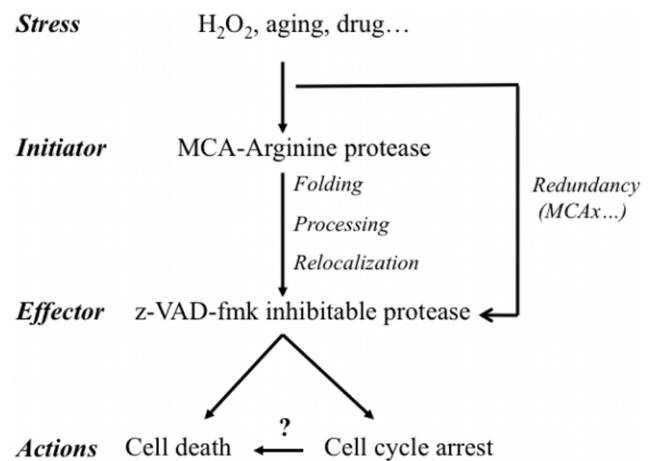 Stress H₂O₂, aging, drug…
Initiator MCA-Arginine protease
Folding
Processing
Relocalization
Redundancy
(MCAx…)
Effector z-VAD-fmk inhibitable protease
?
Actions Cell death Cell cycle arrest